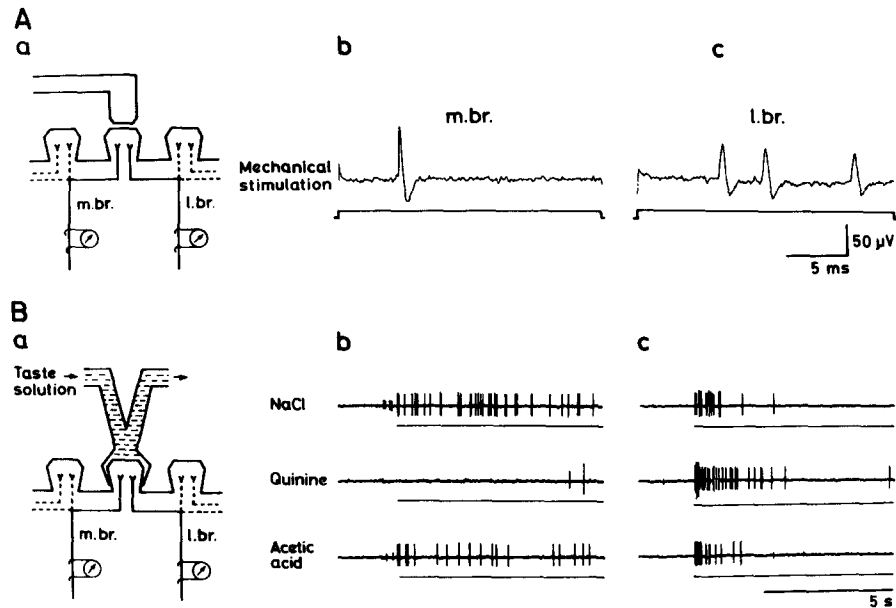 A
a b c
m.br. l.br.
Mechanical
stimulation
m.br. l.br.
50 µV
5 ms
B
a b c
Taste
solution
NaCl
Quinine
m.br. l.br.
Acetic
acid
5 s